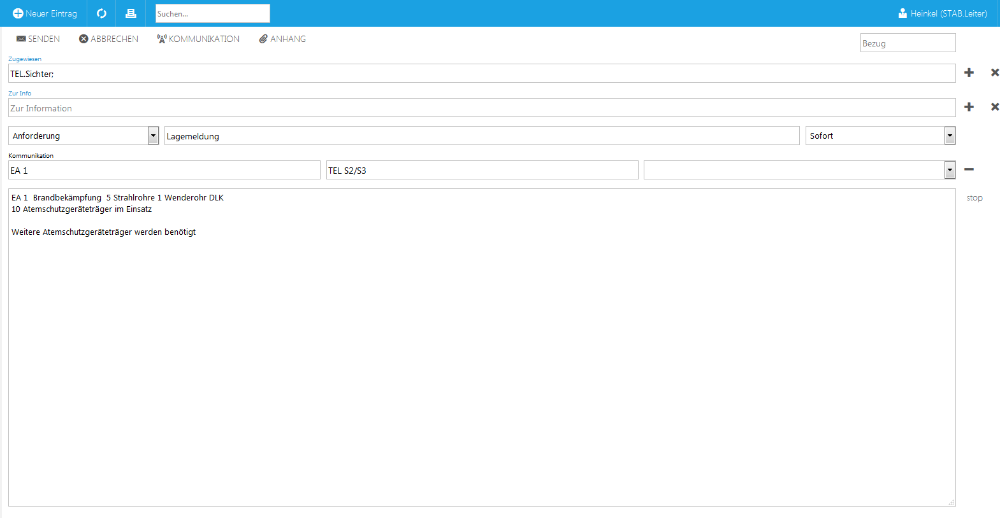 Neuer Eintrag
Suchen...
Heinkel (STAB.Leiter)
SENDEN ABBRECHEN KOMMUNIKATION ANHANG
Bezug
Zugewiesen
TEL.Sichter;
Zur Info
Zur Information
Anforderung Lagemeldung Sofort
Kommunikation
EA 1 TEL S2/S3
EA 1  Brandbekämpfung  5 Strahlrohre 1 Wenderohr DLK
stop
10 Atemschutzgeräteträger im Einsatz
Weitere Atemschutzgeräteträger werden benötigt